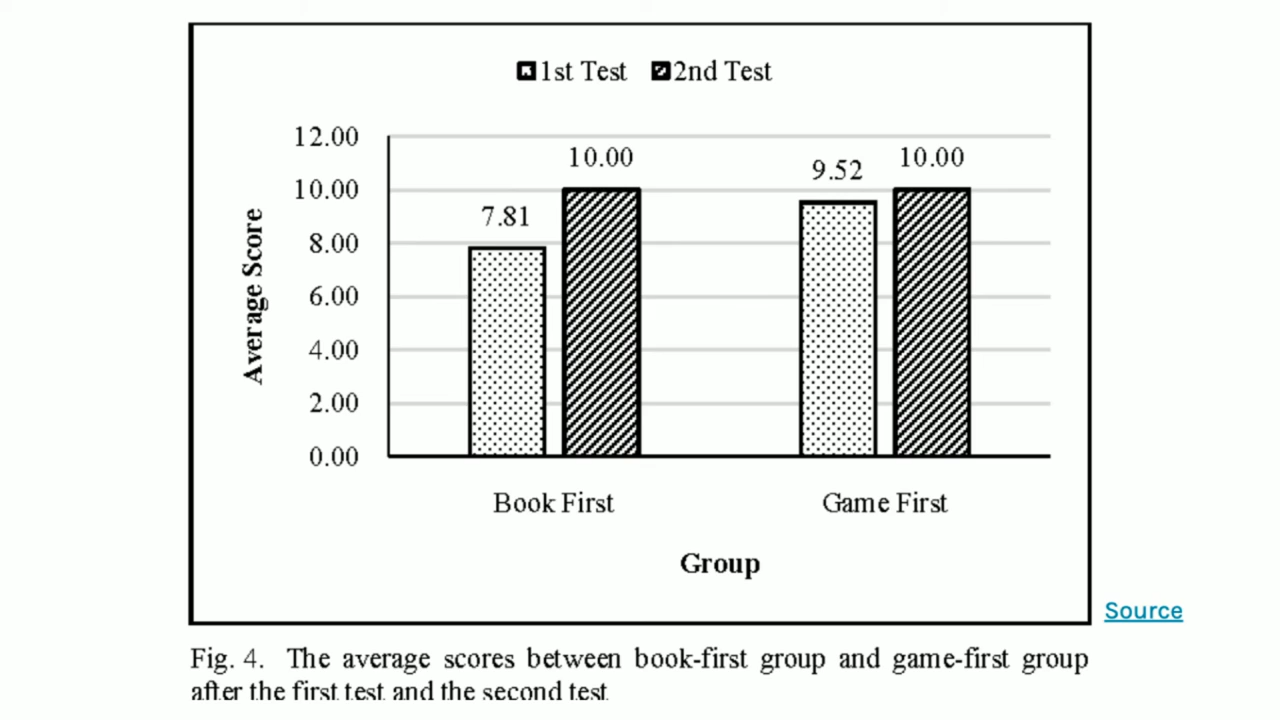 1st Test 2nd Test
12.00
10.00
8.00
6.00
4.00
2.00
0.00
Average Score
7.81
10.00
9.52
10.00
Book First
Game First
Group
Source
Fig. 4. The average scores between book-first group and game-first group
after the first test and the second test